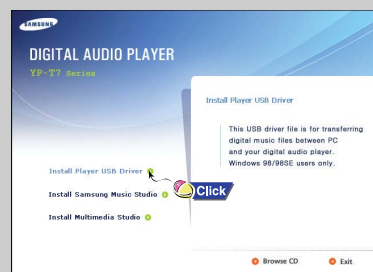 SAMSUNG
DIGITAL AUDIO PLAYER
YP-T7 Series
Install Player USB Driver
This USB driver file is for transferring
digital music files between PC
and your digital audio player.
Windows 98/98SE users only.
Install Player USB Driver
Install Samsung Music Studio
Click
Install Multimedia Studio
Browse CD
Exit